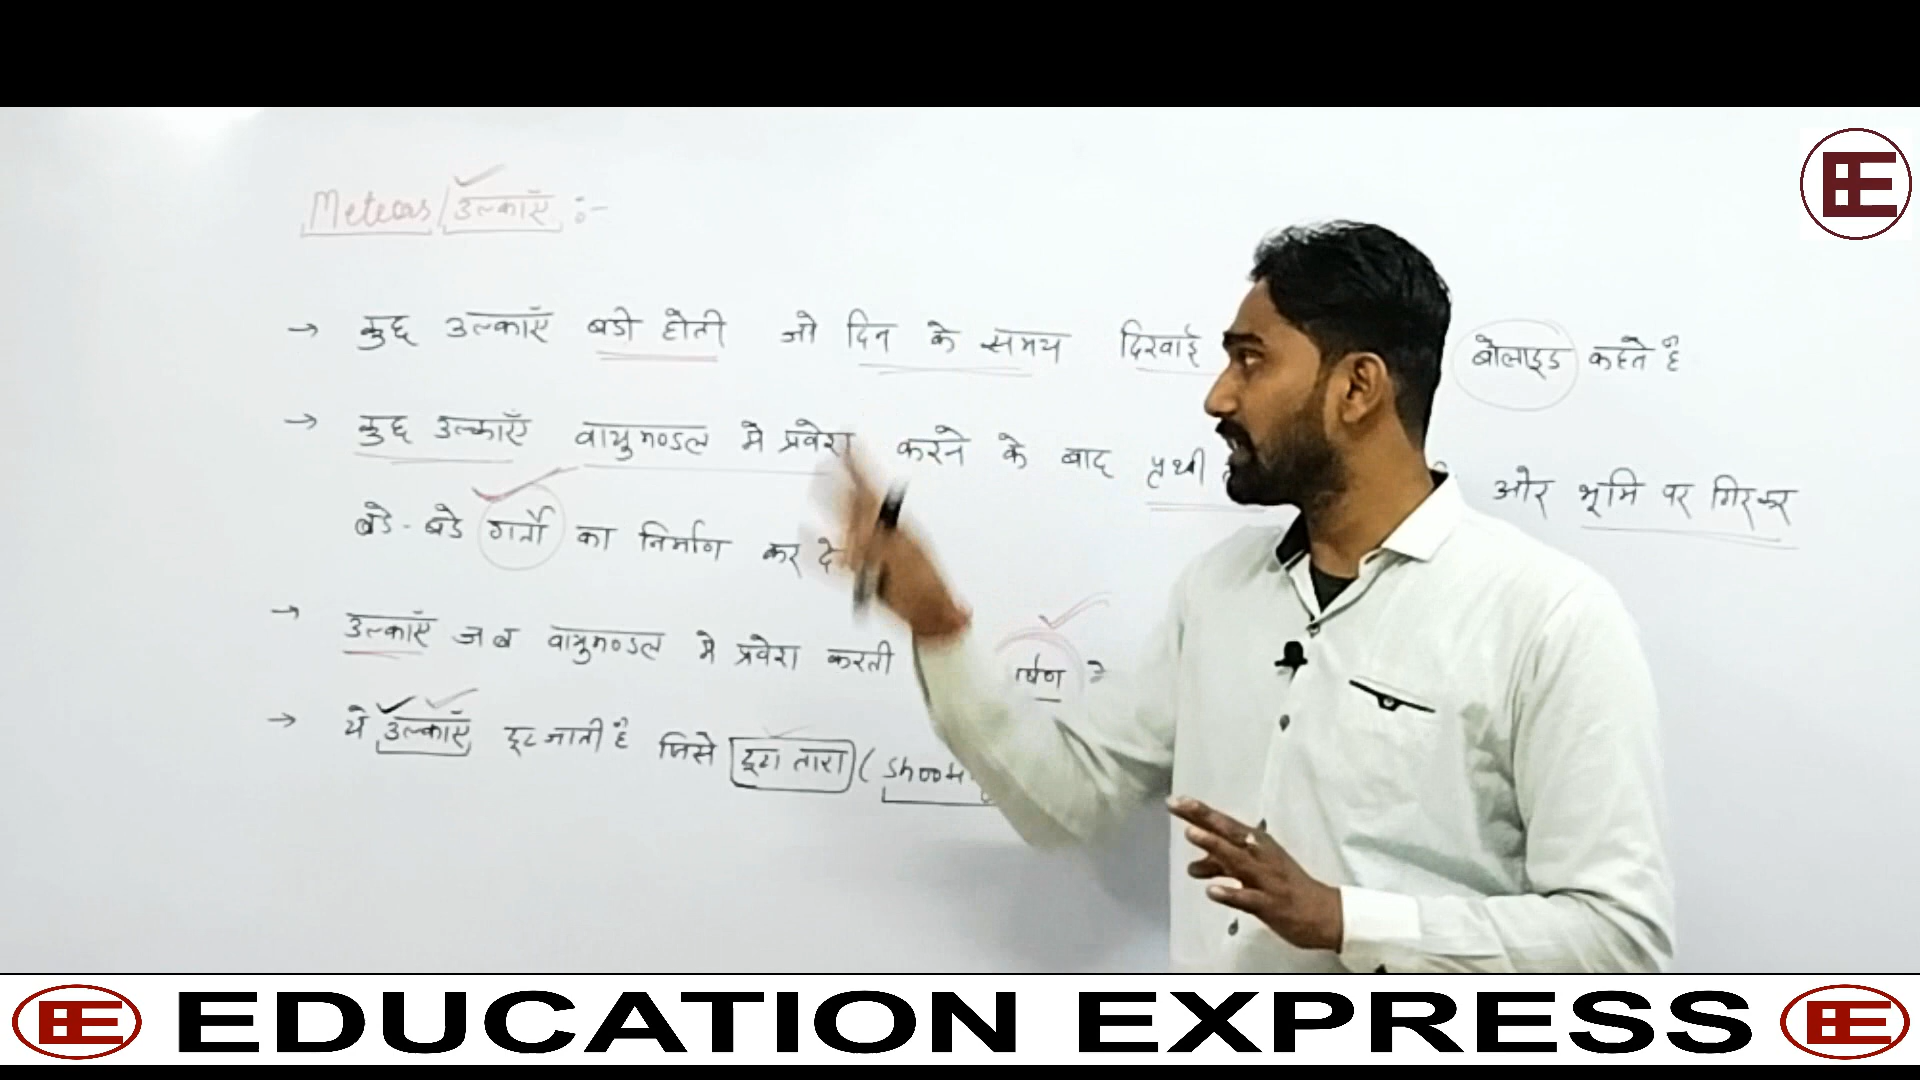 Meteors/उल्काएँ :-
→ कुछ उल्काएँ बडी होती जो दिन के समय दिखाई बोलाइड कहते है
→ कुछ उल्काएँ वायुमण्डल मे प्रवेश करने के बाद पृथ्वी ओर भूमि पर गिरकर
बडे-बडे गर्तो का निर्माण कर दे
→ उल्काएँ जब वायुमण्डल मे प्रवेश करती र्षण
→ ये उल्काएँ टूट जाती है जिसे टूटा तारा (Shoot
EDUCATION EXPRESS